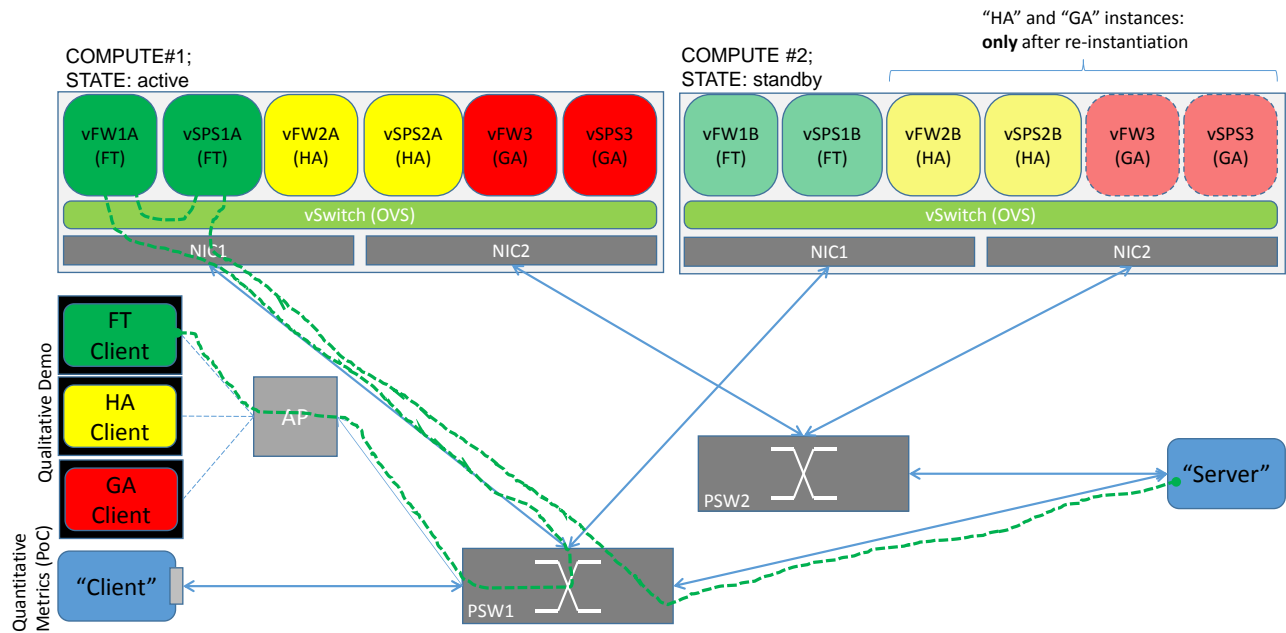 “HA” and “GA” instances:
only after re-instantiation
COMPUTE#1;
STATE: active
COMPUTE #2;
STATE: standby
vFW1A
(FT)
vSPS1A
(FT)
vFW2A
(HA)
vSPS2A
(HA)
vFW3
(GA)
vSPS3
(GA)
vSwitch (OVS)
NIC1
NIC2
vFW1B
(FT)
vSPS1B
(FT)
vFW2B
(HA)
vSPS2B
(HA)
vFW3
(GA)
vSPS3
(GA)
vSwitch (OVS)
NIC1
NIC2
Qualitative Demo
FT
Client
HA
Client
GA
Client
AP
PSW2
“Server”
Quantitative
Metrics (PoC)
“Client”
PSW1